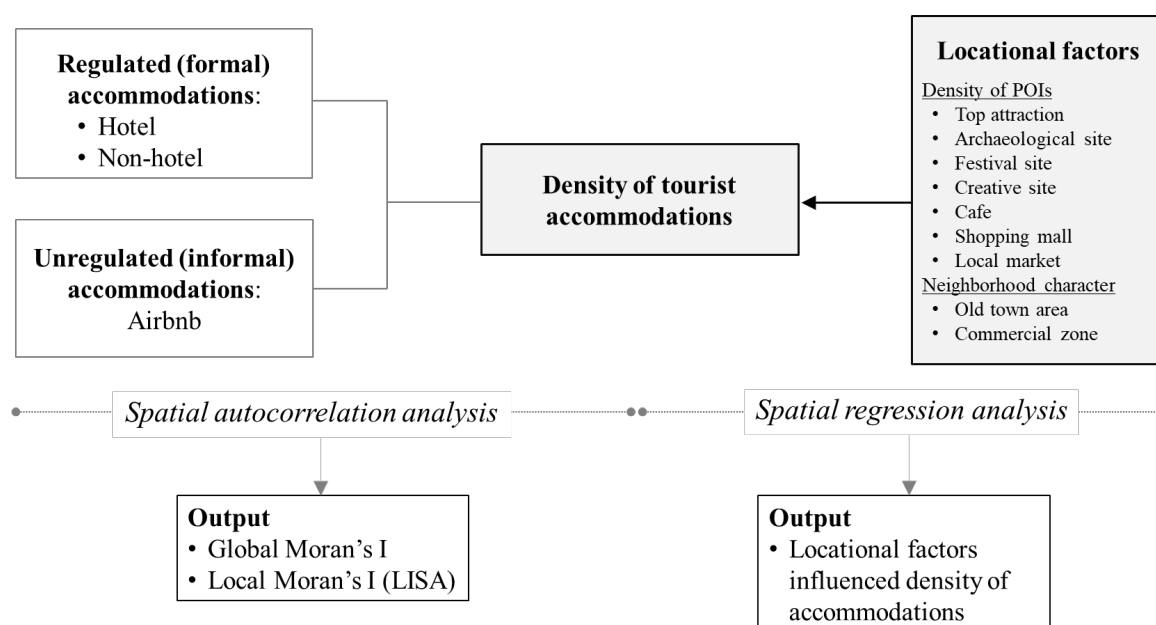 Regulated (formal)
accommodations:
• Hotel
• Non-hotel
Unregulated (informal)
accommodations:
Airbnb
Density of tourist
accommodations
Locational factors
Density of POIs
• Top attraction
• Archaeological site
• Festival site
• Creative site
• Cafe
• Shopping mall
• Local market
Neighborhood character
• Old town area
• Commercial zone
Spatial autocorrelation analysis
Output
• Global Moran's I
• Local Moran's I (LISA)
Spatial regression analysis
Output
• Locational factors
influenced density of
accommodations